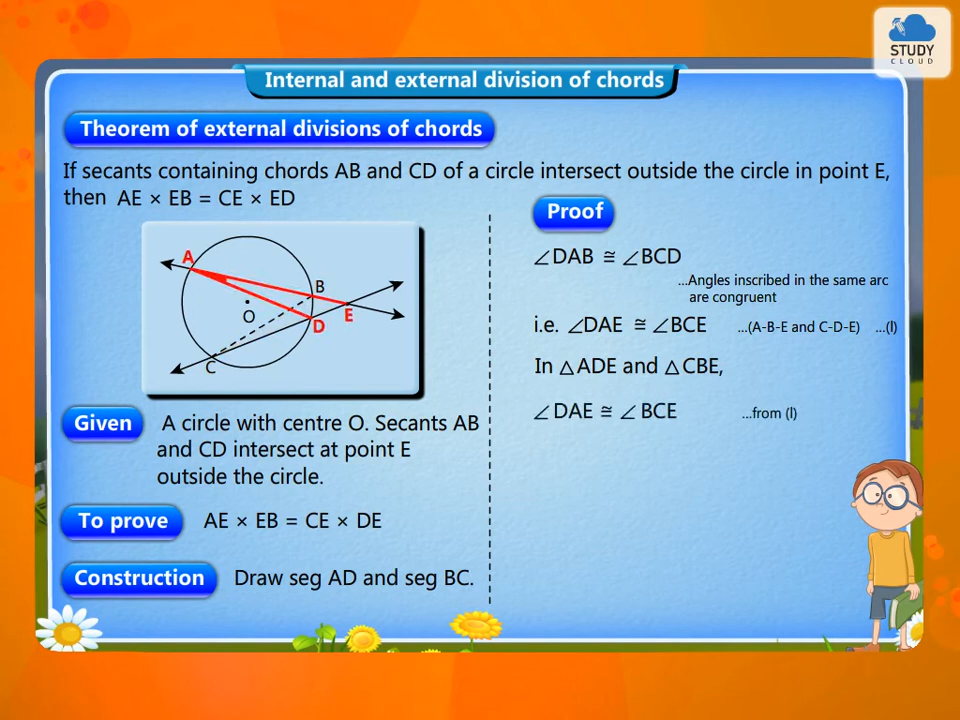 STUDY
CLOUD
Internal and external division of chords
Theorem of external divisions of chords
If secants containing chords AB and CD of a circle intersect outside the circle in point E,
then AE × EB = CE × ED
A
B
O
D
E
C
Given A circle with centre O. Secants AB
and CD intersect at point E
outside the circle.
To prove AE × EB = CE × DE
Construction Draw seg AD and seg BC.
Proof
∠DAB ≅ ∠BCD
...Angles inscribed in the same arc
are congruent
i.e. ∠DAE ≅ ∠BCE ...(A-B-E and C-D-E) ...(I)
In △ADE and △CBE,
∠ DAE ≅ ∠ BCE ...from (I)